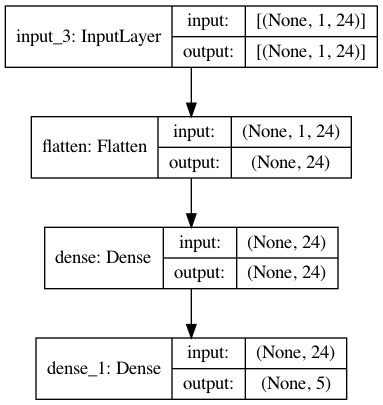 input_3: InputLayer
input:
[(None, 1, 24)]
output:
[(None, 1, 24)]
flatten: Flatten
input:
(None, 1, 24)
output:
(None, 24)
dense: Dense
input:
(None, 24)
output:
(None, 24)
dense_1: Dense
input:
(None, 24)
output:
(None, 5)